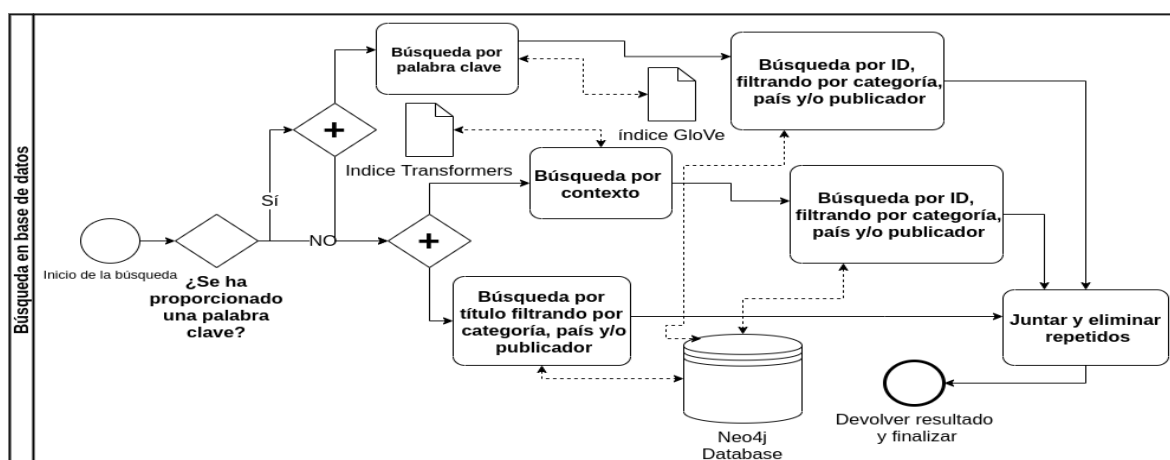 Búsqueda en base de datos
Búsqueda por
palabra clave
Búsqueda por ID,
filtrando por categoría,
país y/o publicador
índice GloVe
Indice Transformers
Búsqueda por
contexto
Búsqueda por ID,
filtrando por categoría,
país y/o publicador
Sí
NO
Inicio de la búsqueda
¿Se ha
proporcionado
una palabra
clave?
Búsqueda por
título filtrando por
categoría, país y/o
publicador
Juntar y eliminar
repetidos
Neo4j
Database
Devolver resultado
y finalizar